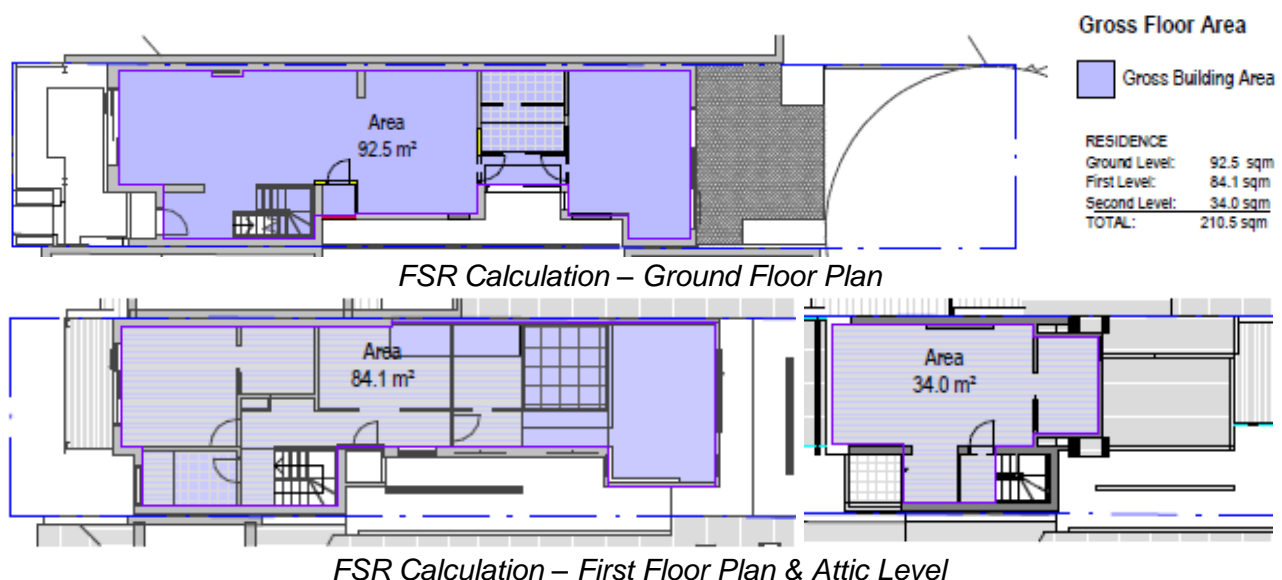 Gross Floor Area
Gross Building Area
Area
92.5 m²
RESIDENCE
Ground Level: 92.5 sqm
First Level: 84.1 sqm
Second Level: 34.0 sqm
TOTAL: 210.5 sqm
FSR Calculation – Ground Floor Plan
Area
84.1 m²
Area
34.0 m²
FSR Calculation – First Floor Plan & Attic Level